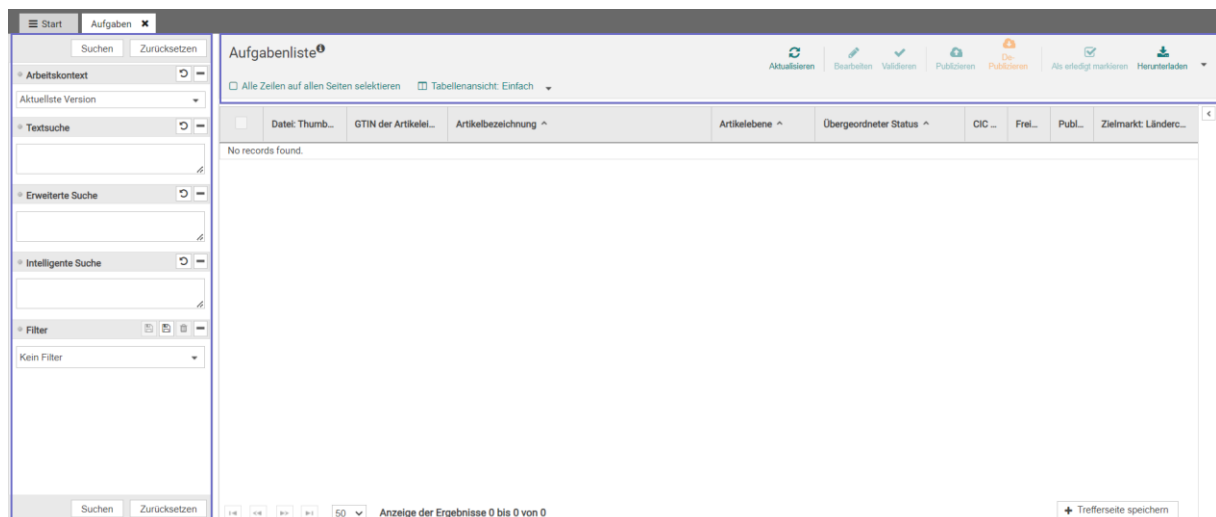 Start Aufgaben
Suchen Zurücksetzen
Arbeitskontext
Aktuellste Version
Textsuche
Erweiterte Suche
Intelligente Suche
Filter
Kein Filter
Suchen Zurücksetzen
Aufgabenliste
Aktualisieren Bearbeiten Validieren Publizieren De-Publizieren Als erledigt markieren Herunterladen
Alle Zeilen auf allen Seiten selektieren Tabellenansicht: Einfach
Datei: Thumb... GTIN der Artikelei... Artikelbezeichnung Artikelebene Übergeordneter Status CIC ... Frei... Publ... Zielmarkt: Länderc...
No records found.
50 Anzeige der Ergebnisse 0 bis 0 von 0 Trefferseite speichern